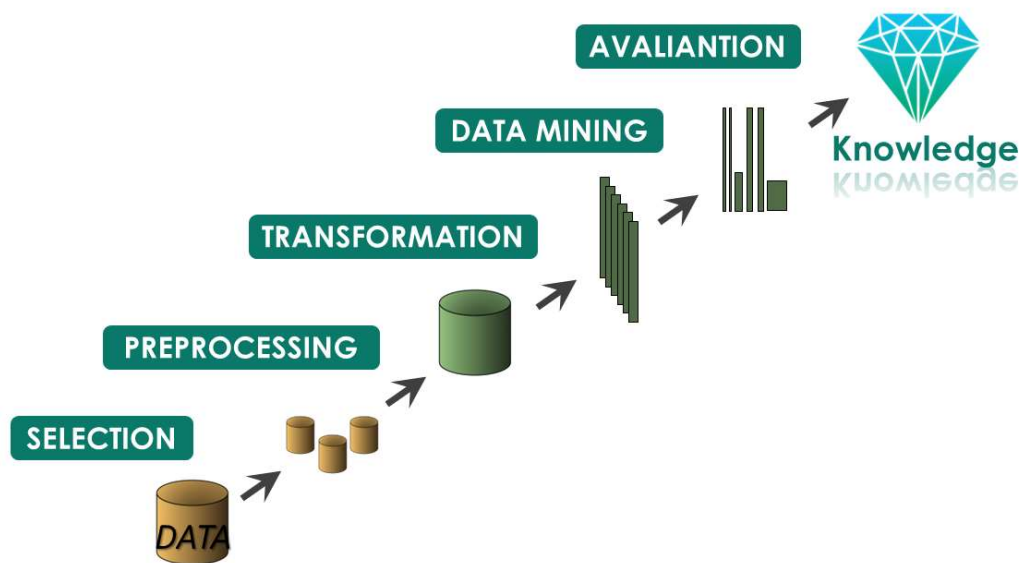 AVALIANTION
DATA MINING
Knowledge
TRANSFORMATION
PREPROCESSING
SELECTION
DATA